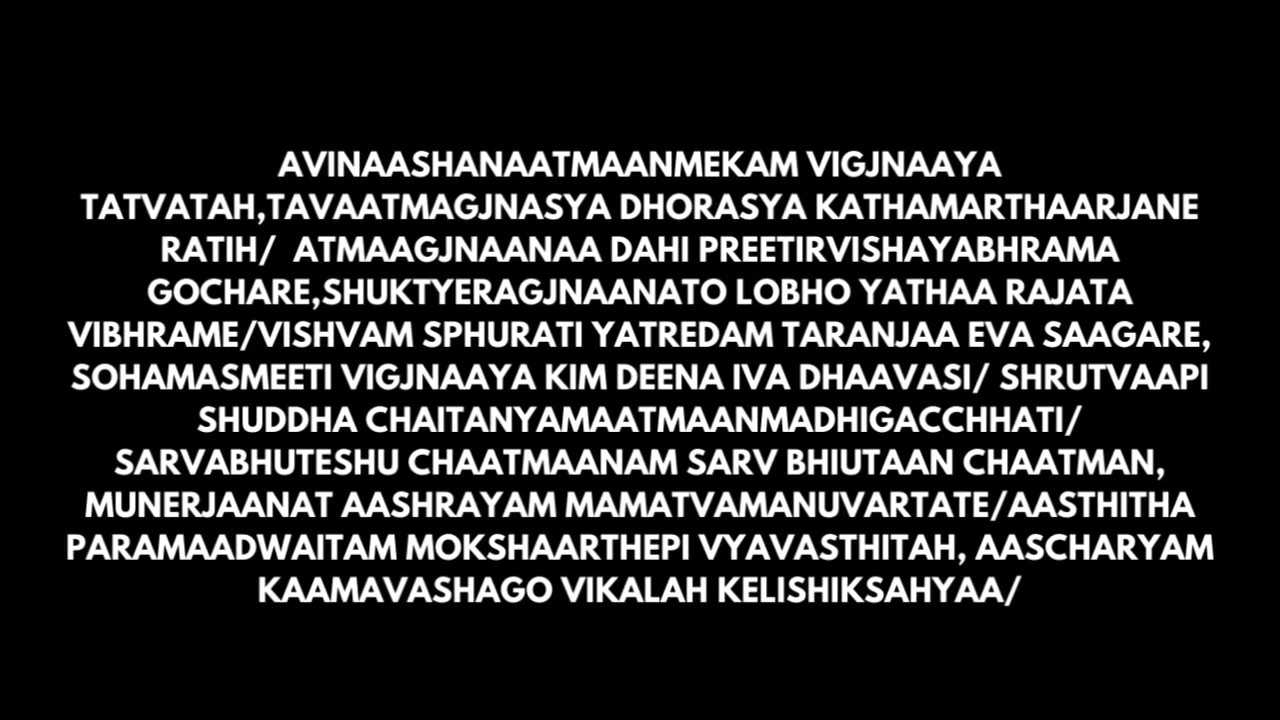 AVINAASHANAATMAANMEKAM VIGJNAAYA
TATVATAH,TAVAATMAGJNASYA DHORASYA KATHAMARTHAARJANE
RATIH/ ATMAAGJNAANAA DAHI PREETIRVISHAYABHRAMA
GOCHARE,SHUKTYERAGJNAANATO LOBHO YATHAA RAJATA
VIBHRAME/VISHVAM SPHURATI YATREDAM TARANJAA EVA SAAGARE,
SOHAMASMEETI VIGJNAAYA KIM DEENA IVA DHAAVASI/ SHRUTVAAPI
SHUDDHA CHAITANYAMAATMAANMADHIGACCHHATI/
SARVABHUTESHU CHAATMAANAM SARV BHIUTAAN CHAATMAN,
MUNERJAANAT AASHRAYAM MAMATVAMANUVARTATE/AASTHITHA
PARAMAADWAITAM MOKSHAARTHEPI VYAVASTHITAH, AASCHARYAM
KAAMAVASHAGO VIKALAH KELISHIKSAHYAA/